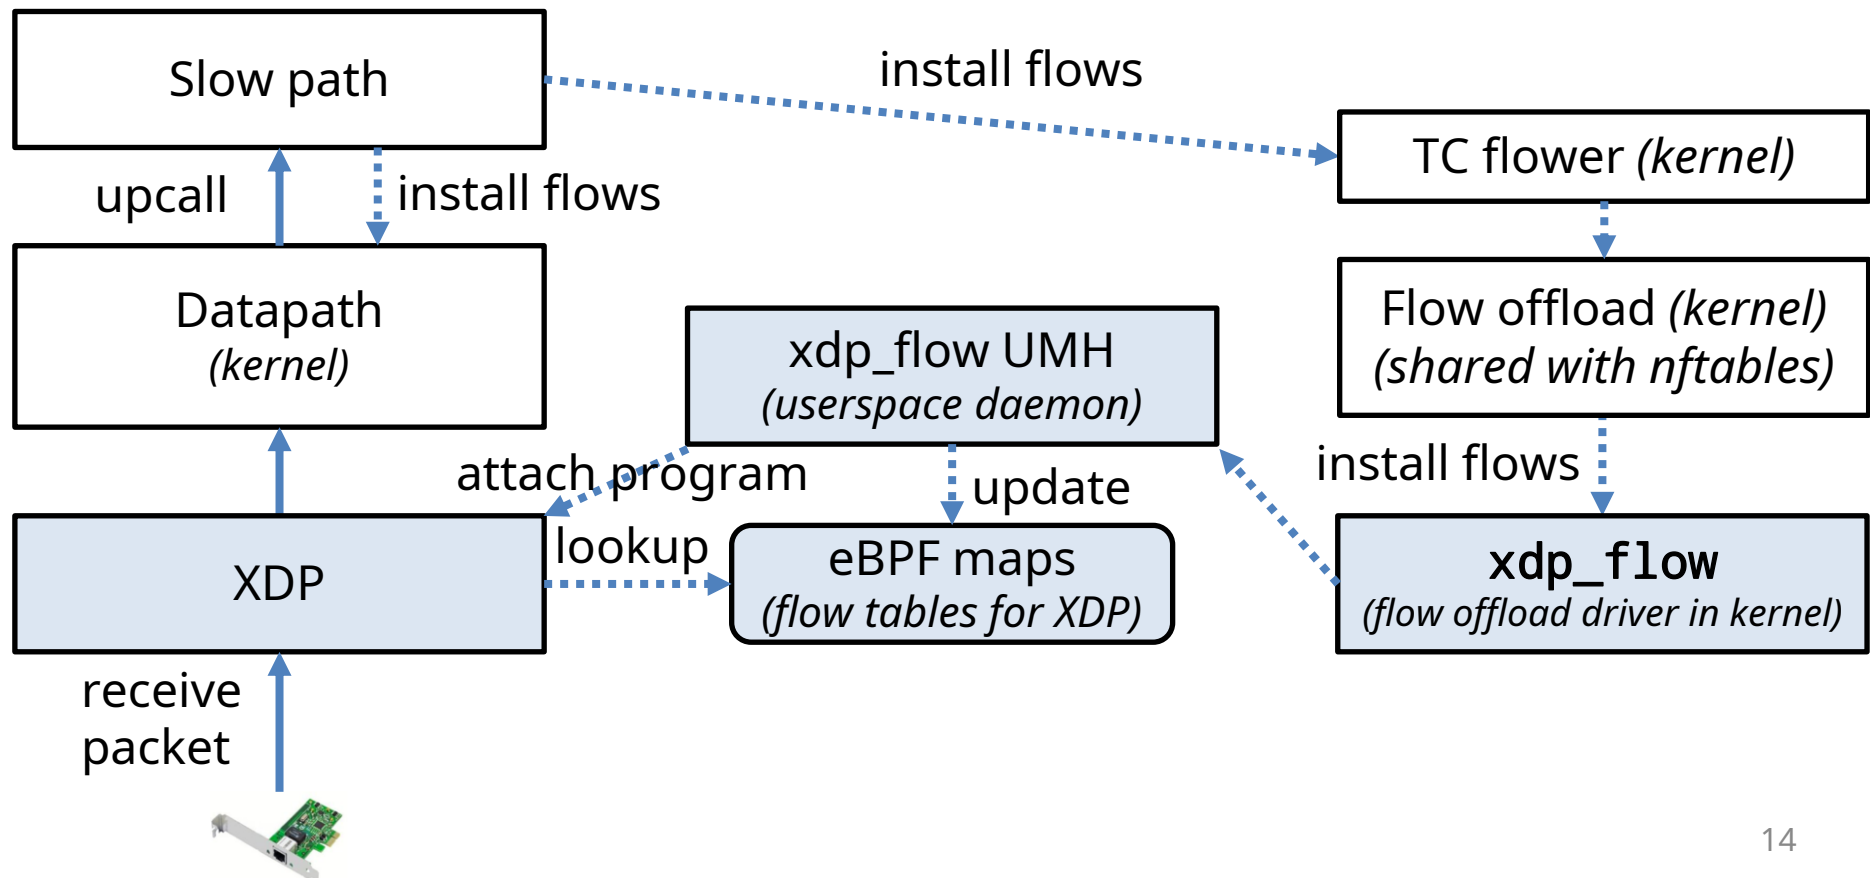 Slow path
install flows
TC flower (kernel)
upcall
install flows
Datapath
(kernel)
Flow offload (kernel)
(shared with nftables)
xdp_flow UMH
(userspace daemon)
attach program
update
install flows
XDP
lookup
eBPF maps
(flow tables for XDP)
xdp_flow
(flow offload driver in kernel)
receive
packet
14